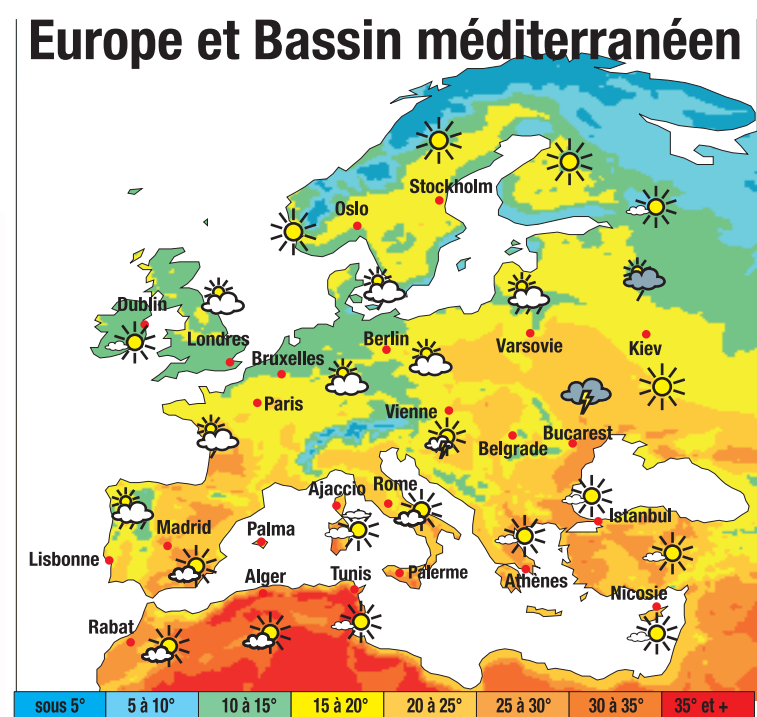 Europe et Bassin méditerranéen
Stockholm
Oslo
Dublin
Londres
Berlin
Varsovie
Kiev
Bruxelles
Paris
Vienne
Bucarest
Belgrade
Ajaccio
Rome
Madrid
Palma
Istanbul
Lisbonne
Alger
Tunis
Palerme
Athènes
Nicosie
Rabat
sous 5° 5 à 10° 10 à 15° 15 à 20° 20 à 25° 25 à 30° 30 à 35° 35° et +